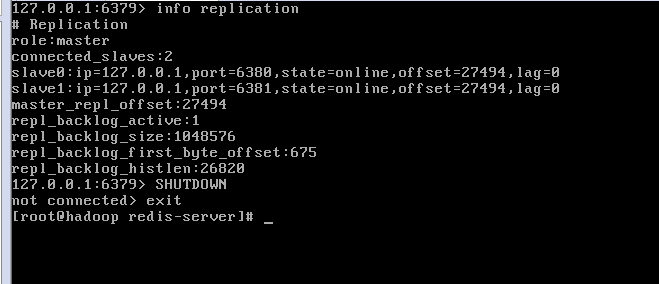 127.0.0.1:6379> info replication
# Replication
role:master
connected_slaves:2
slave0:ip=127.0.0.1,port=6380,state=online,offset=27494,lag=0
slave1:ip=127.0.0.1,port=6381,state=online,offset=27494,lag=0
master_repl_offset:27494
repl_backlog_active:1
repl_backlog_size:1048576
repl_backlog_first_byte_offset:675
repl_backlog_histlen:26820
127.0.0.1:6379> SHUTDOWN
not connected> exit
[root@hadoop redis-server]# _